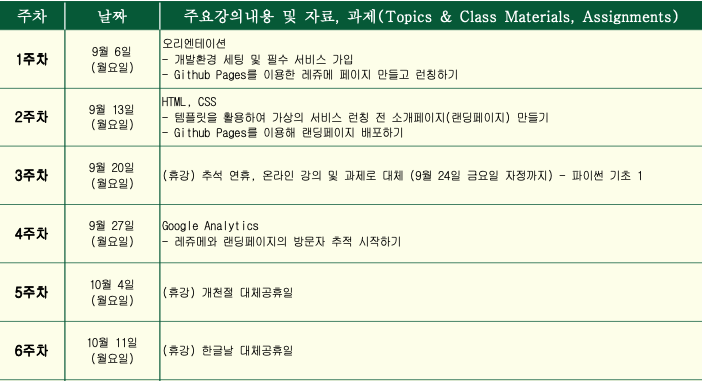 주차 날짜 주요강의내용 및 자료, 과제(Topics & Class Materials, Assignments)
1주차
9월 6일
(월요일)
오리엔테이션
- 개발환경 세팅 및 필수 서비스 가입
- Github Pages를 이용한 레쥬메 페이지 만들고 런칭하기
2주차
9월 13일
(월요일)
HTML, CSS
- 템플릿을 활용하여 가상의 서비스 런칭 전 소개페이지(랜딩페이지) 만들기
- Github Pages를 이용해 랜딩페이지 배포하기
3주차
9월 20일
(월요일)
(휴강) 추석 연휴, 온라인 강의 및 과제로 대체 (9월 24일 금요일 자정까지) - 파이썬 기초 1
4주차
9월 27일
(월요일)
Google Analytics
- 레쥬메와 랜딩페이지의 방문자 추적 시작하기
5주차
10월 4일
(월요일)
(휴강) 개천절 대체공휴일
6주차
10월 11일
(월요일)
(휴강) 한글날 대체공휴일